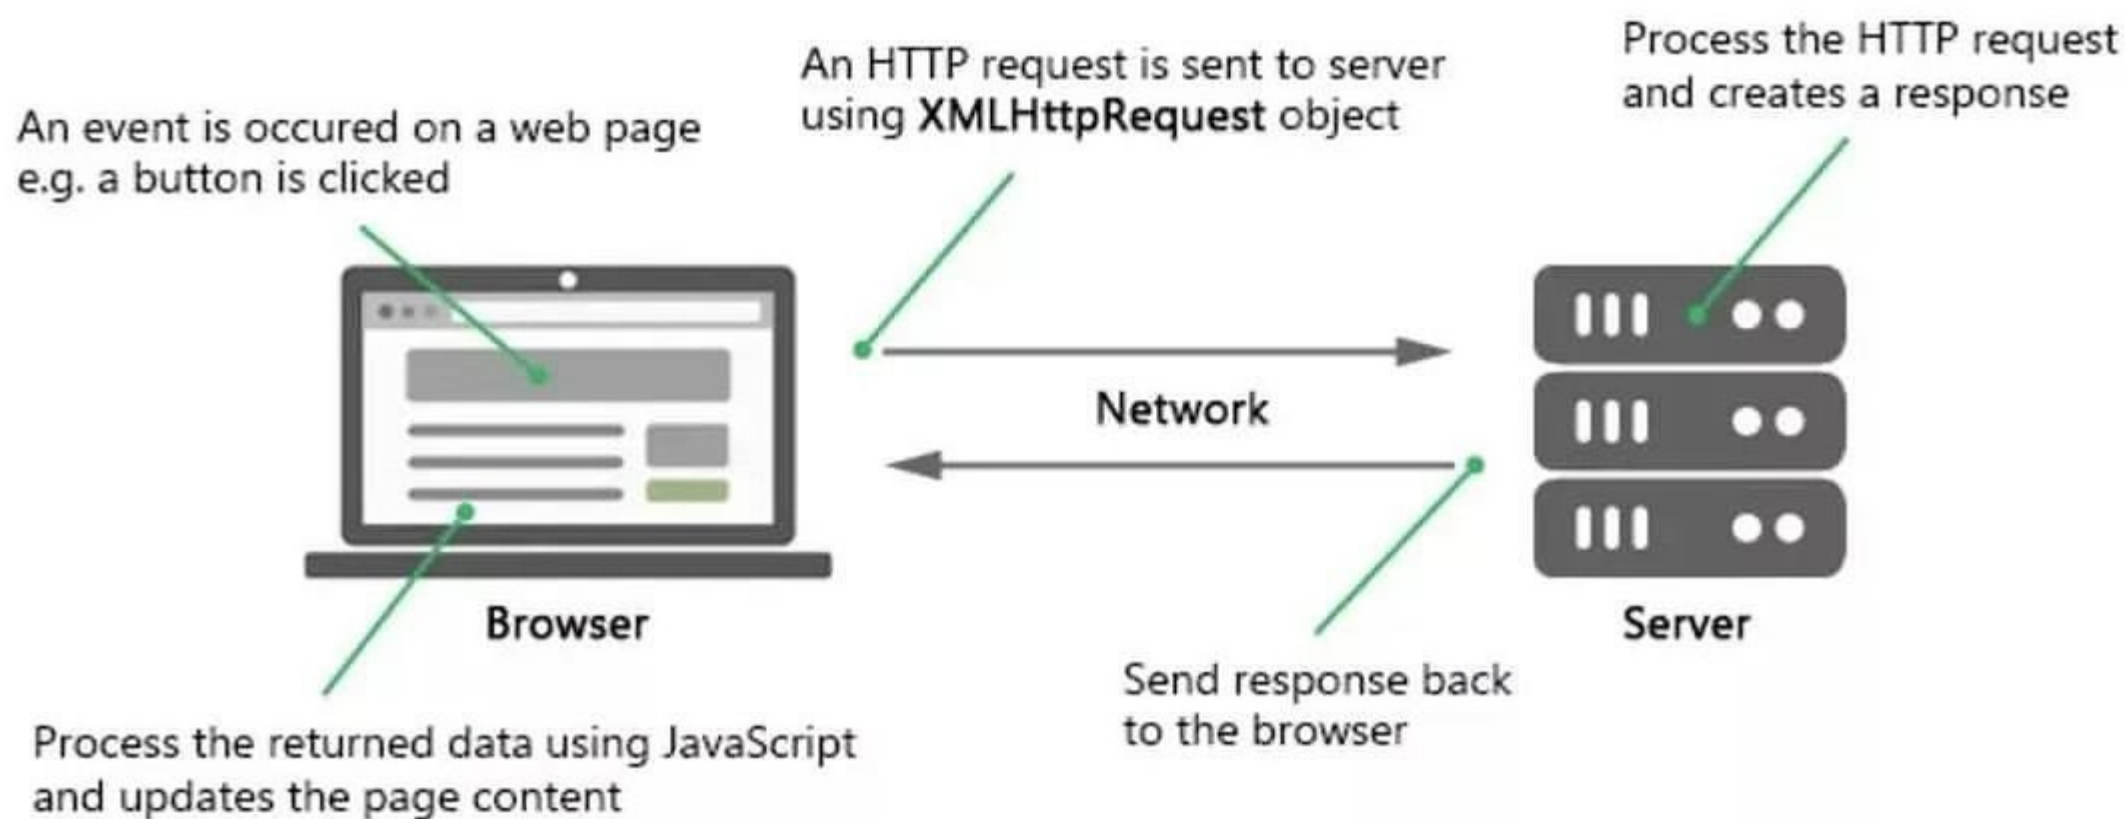 An event is occured on a web page
e.g. a button is clicked
An HTTP request is sent to server
using XMLHttpRequest object
Process the HTTP request
and creates a response
Network
Browser
Server
Send response back
to the browser
Process the returned data using JavaScript
and updates the page content